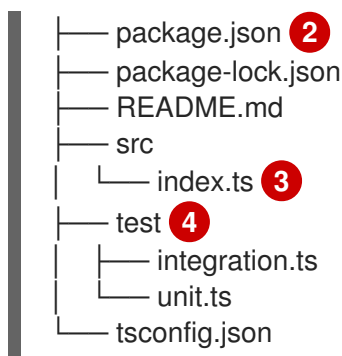 ├── package.json 2
├── package-lock.json
├── README.md
├── src
│   └── index.ts 3
├── test 4
│   ├── integration.ts
│   └── unit.ts
└── tsconfig.json